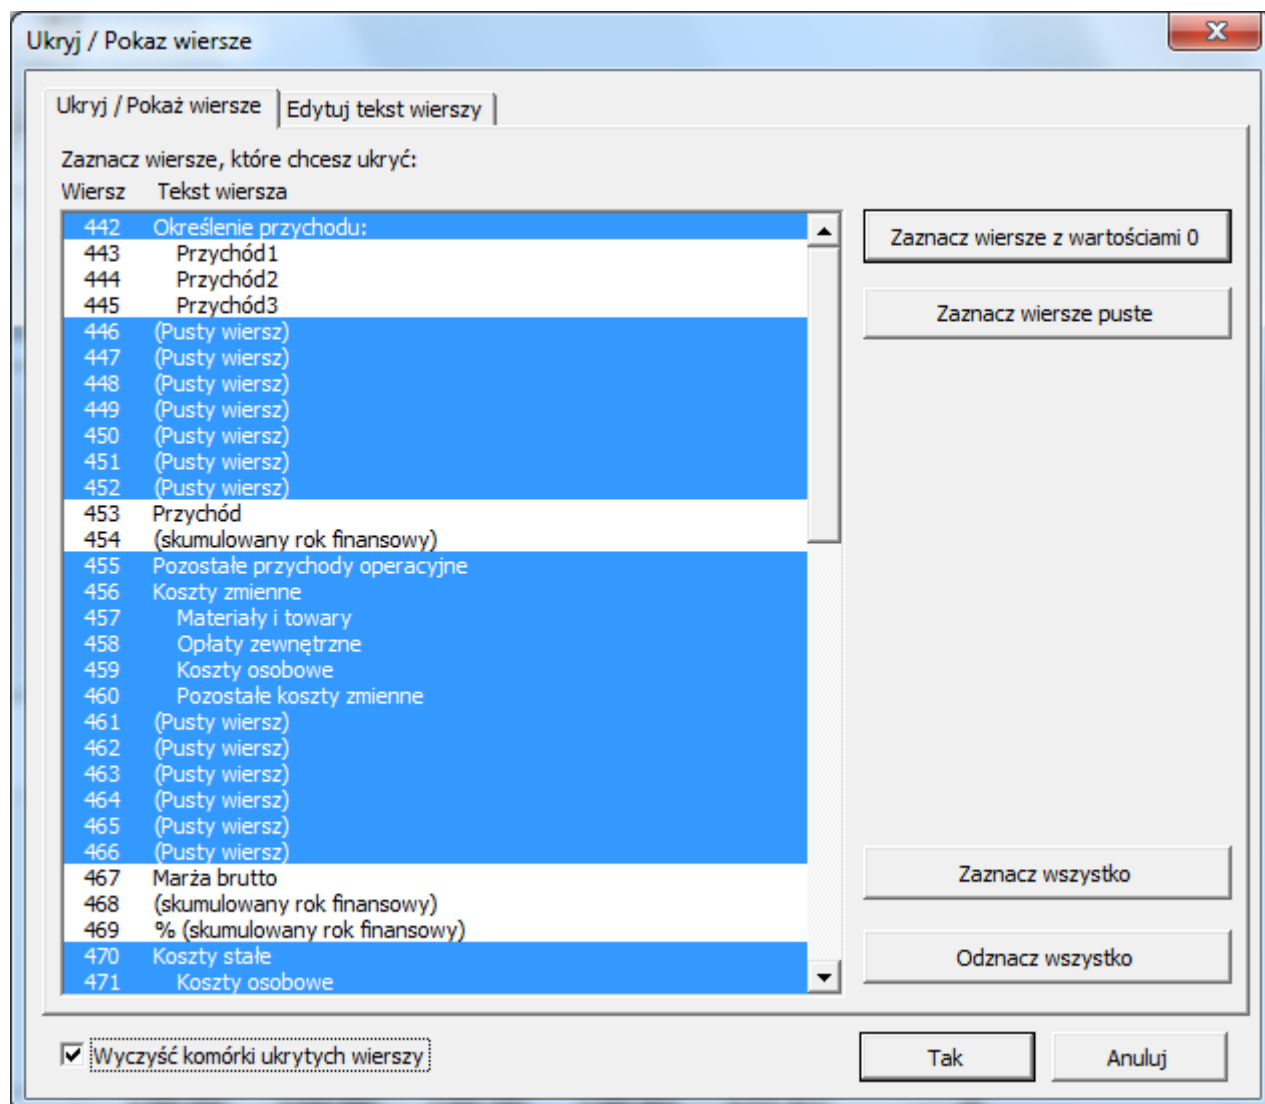 Ukryj / Pokaz wiersze
X
Ukryj / Pokaż wiersze Edytuj tekst wierszy
Zaznacz wiersze, które chcesz ukryć:
Wiersz Tekst wiersza
442 Określenie przychodu:
443 Przychód1
444 Przychód2
445 Przychód3
446 (Pusty wiersz)
447 (Pusty wiersz)
448 (Pusty wiersz)
449 (Pusty wiersz)
450 (Pusty wiersz)
451 (Pusty wiersz)
452 (Pusty wiersz)
453 Przychód
454 (skumulowany rok finansowy)
455 Pozostałe przychody operacyjne
456 Koszty zmienne
457 Materiały i towary
458 Opłaty zewnętrzne
459 Koszty osobowe
460 Pozostałe koszty zmienne
461 (Pusty wiersz)
462 (Pusty wiersz)
463 (Pusty wiersz)
464 (Pusty wiersz)
465 (Pusty wiersz)
466 (Pusty wiersz)
467 Marża brutto
468 (skumulowany rok finansowy)
469 % (skumulowany rok finansowy)
470 Koszty stałe
471 Koszty osobowe
Zaznacz wiersze z wartościami 0
Zaznacz wiersze puste
Zaznacz wszystko
Odznacz wszystko
Wyczyść komórki ukrytych wierszy
Tak
Anuluj